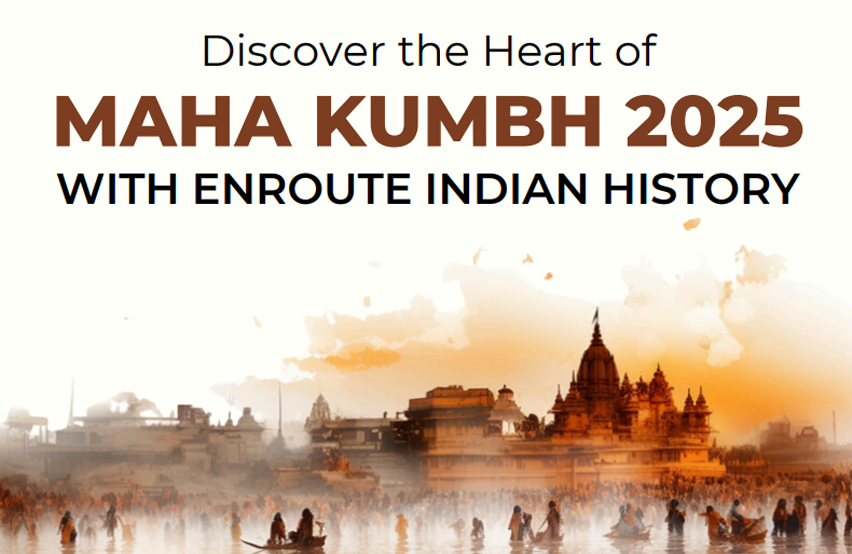 Discover the Heart of
MAHA KUMBH 2025
WITH ENROUTE INDIAN HISTORY